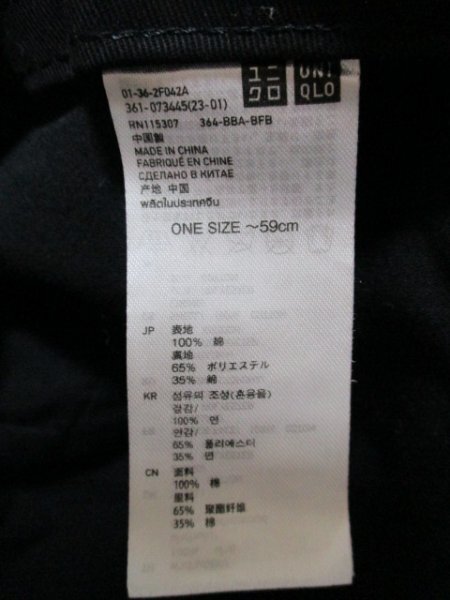 01-36-2F042A
361-073445(23-01)
RN115307 364-BBA-BFB
ユニ
クロ
UNI
QLO
中国製
MADE IN CHINA
FABRIQUÉ EN CHINE
СДЕЛАНО В КИТАЕ
产地 中国
ผลิตในประเทศจีน
ONE SIZE ～59cm
JP 表地
100% 綿
裏地
65% ポリエステル
35% 綿
KR 섬유의 조성(혼용율)
겉감/
100% 면
안감/
65% 폴리에스터
35% 면
CN 面料
100% 棉
里料
65% 聚酯纤维
35% 棉